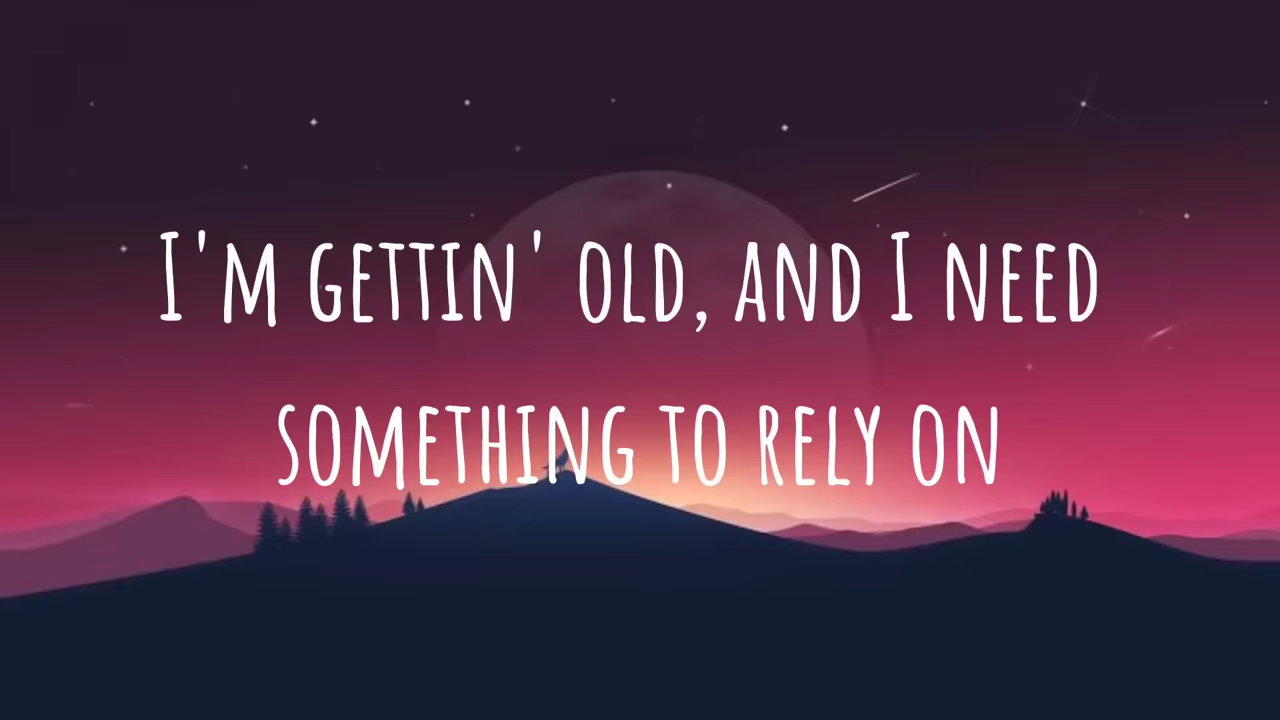 I'm gettin' old, and I need
something to rely on